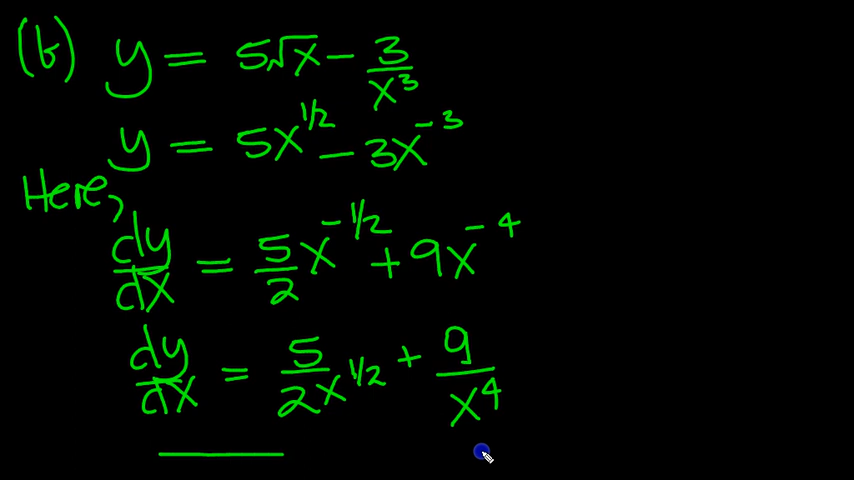 (b) y = 5√x - 3/x³
y = 5x^{1/2} - 3x^{-3}
Here,
dy/dx = 5/2 x^{-1/2} + 9x^{-4}
dy/dx = 5/(2x^{1/2}) + 9/x⁴